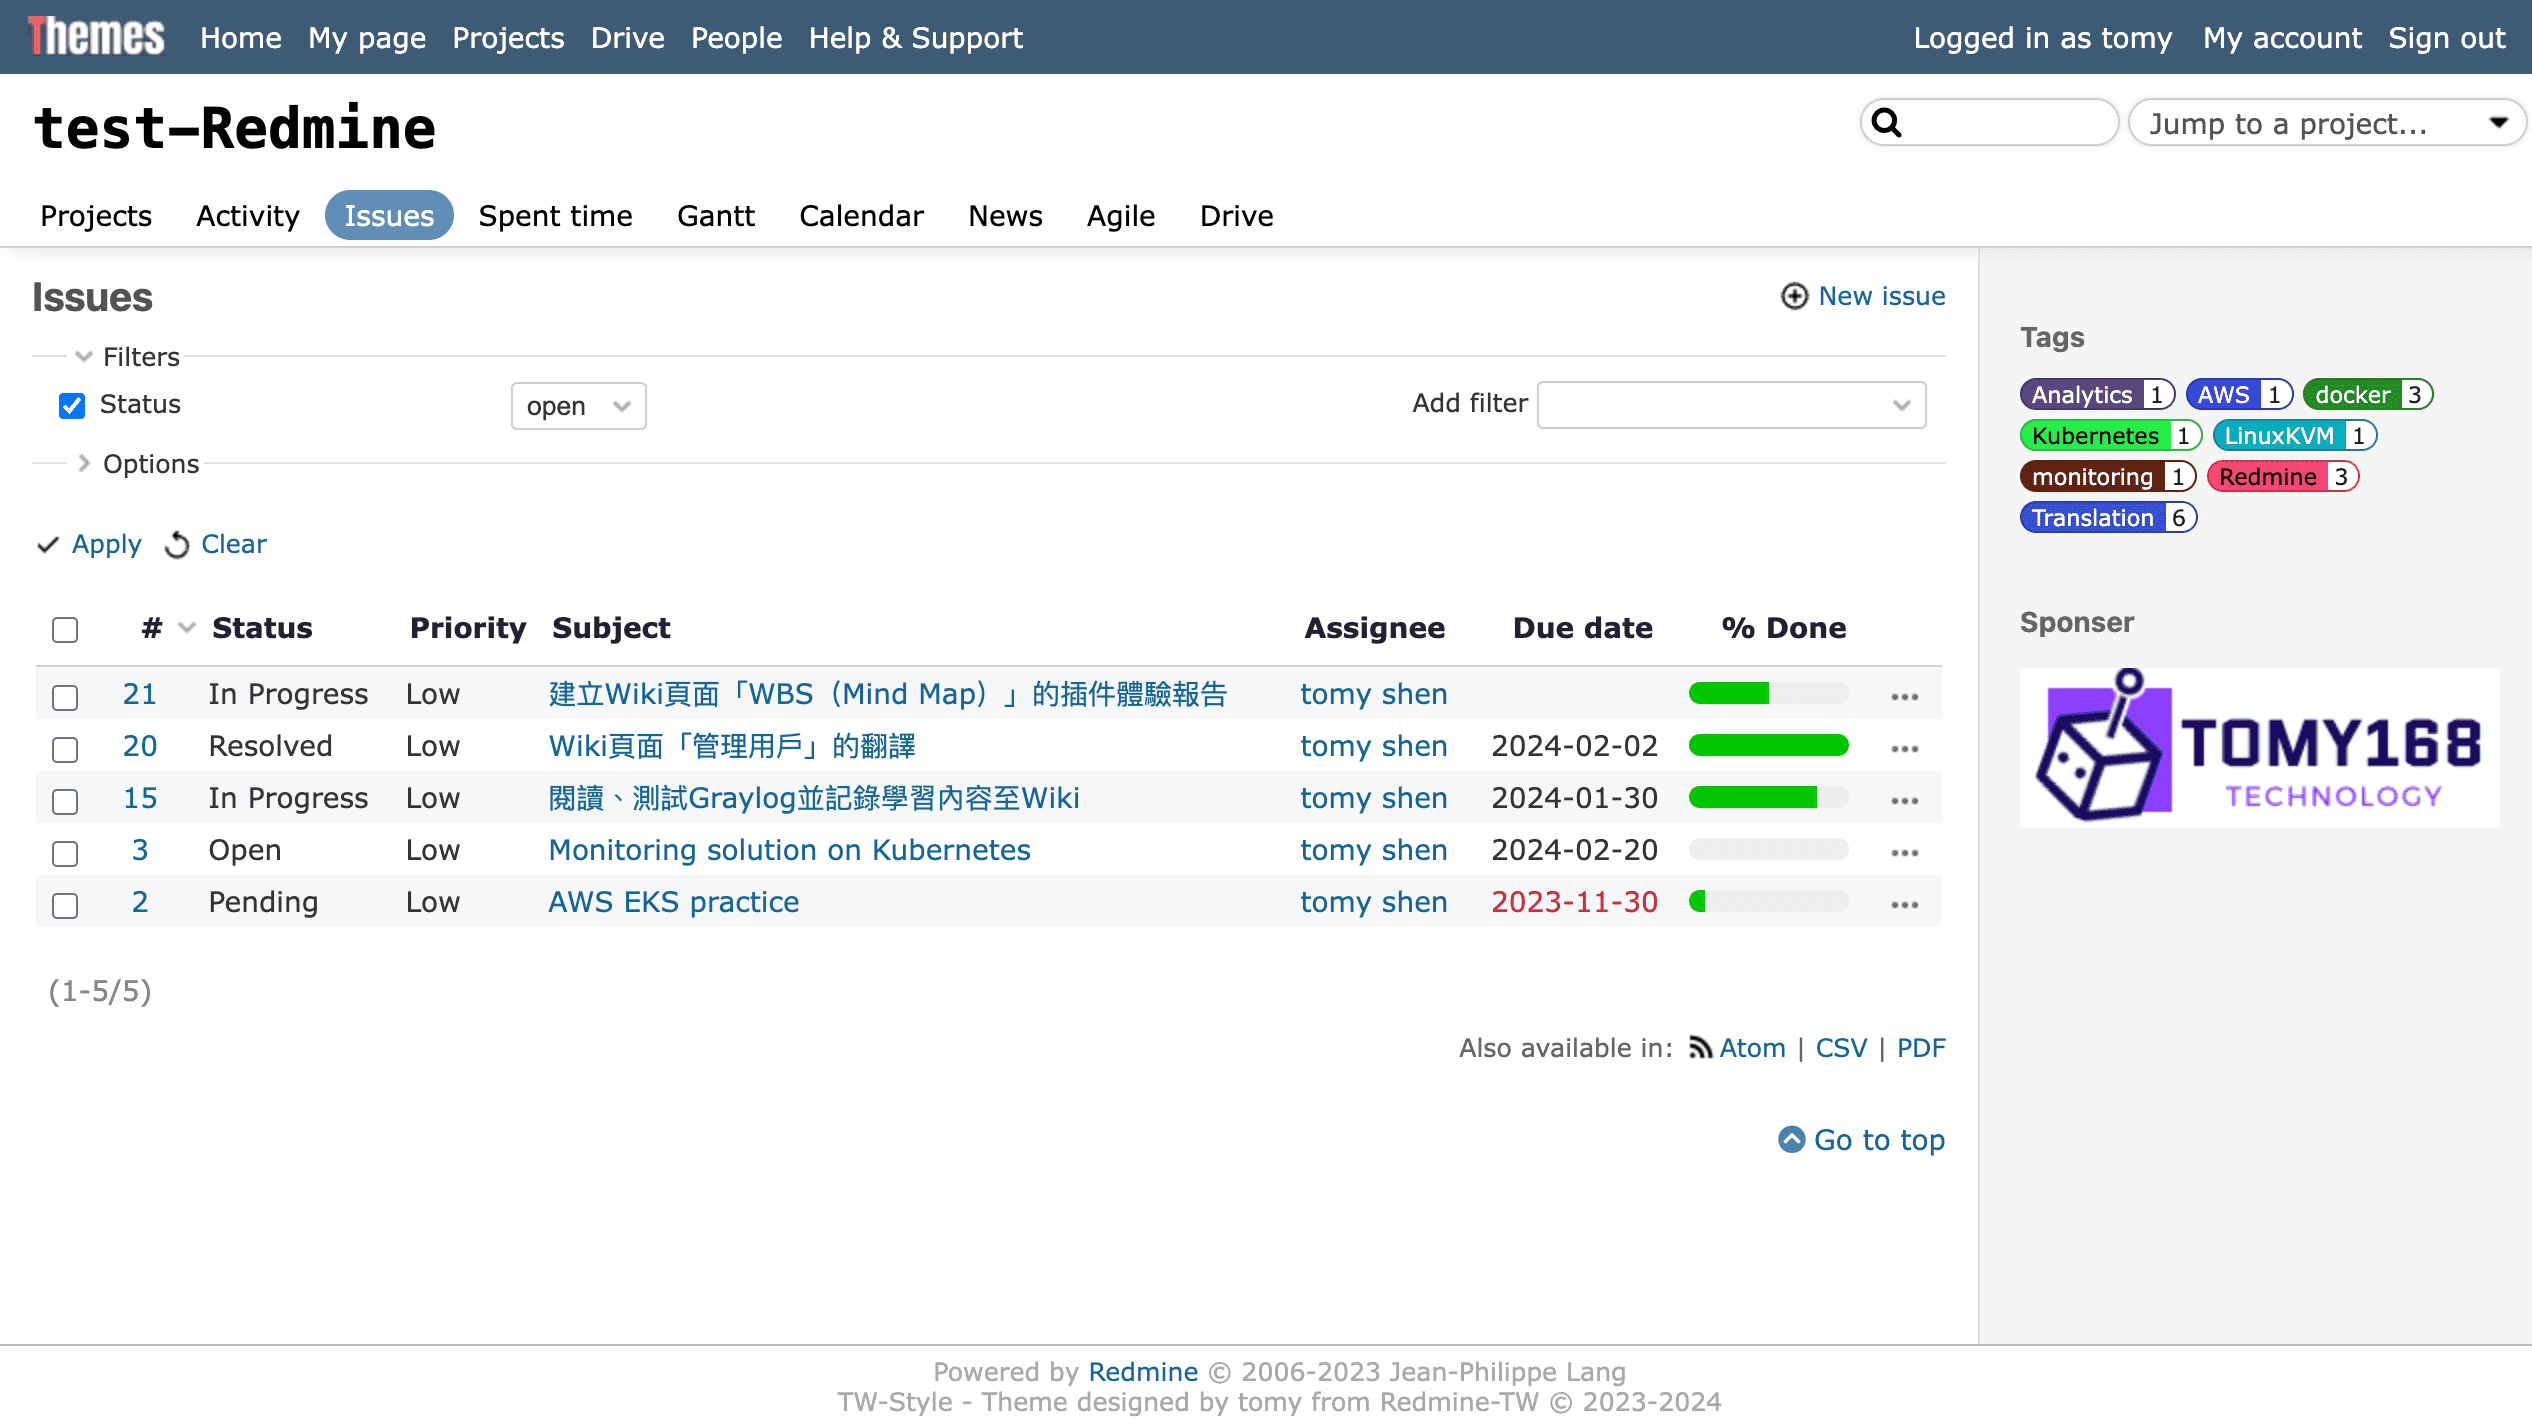 Themes Home My page Projects Drive People Help & Support Logged in as tomy My account Sign out
test-Redmine
Jump to a project...
Projects Activity Issues Spent time Gantt Calendar News Agile Drive
Issues
New issue
Filters
Status open Add filter
Options
Apply Clear
# Status Priority Subject Assignee Due date % Done
21 In Progress Low 建立Wiki頁面「WBS（Mind Map）」的插件體驗報告 tomy shen
20 Resolved Low Wiki頁面「管理用戶」的翻譯 tomy shen 2024-02-02
15 In Progress Low 閱讀、測試Graylog並記錄學習內容至Wiki tomy shen 2024-01-30
3 Open Low Monitoring solution on Kubernetes tomy shen 2024-02-20
2 Pending Low AWS EKS practice tomy shen 2023-11-30
(1-5/5)
Also available in: Atom | CSV | PDF
Go to top
Tags
Analytics 1 AWS 1 docker 3
Kubernetes 1 LinuxKVM 1
monitoring 1 Redmine 3
Translation 6
Sponser
TOMY168
TECHNOLOGY
Powered by Redmine © 2006-2023 Jean-Philippe Lang
TW-Style - Theme designed by tomy from Redmine-TW © 2023-2024